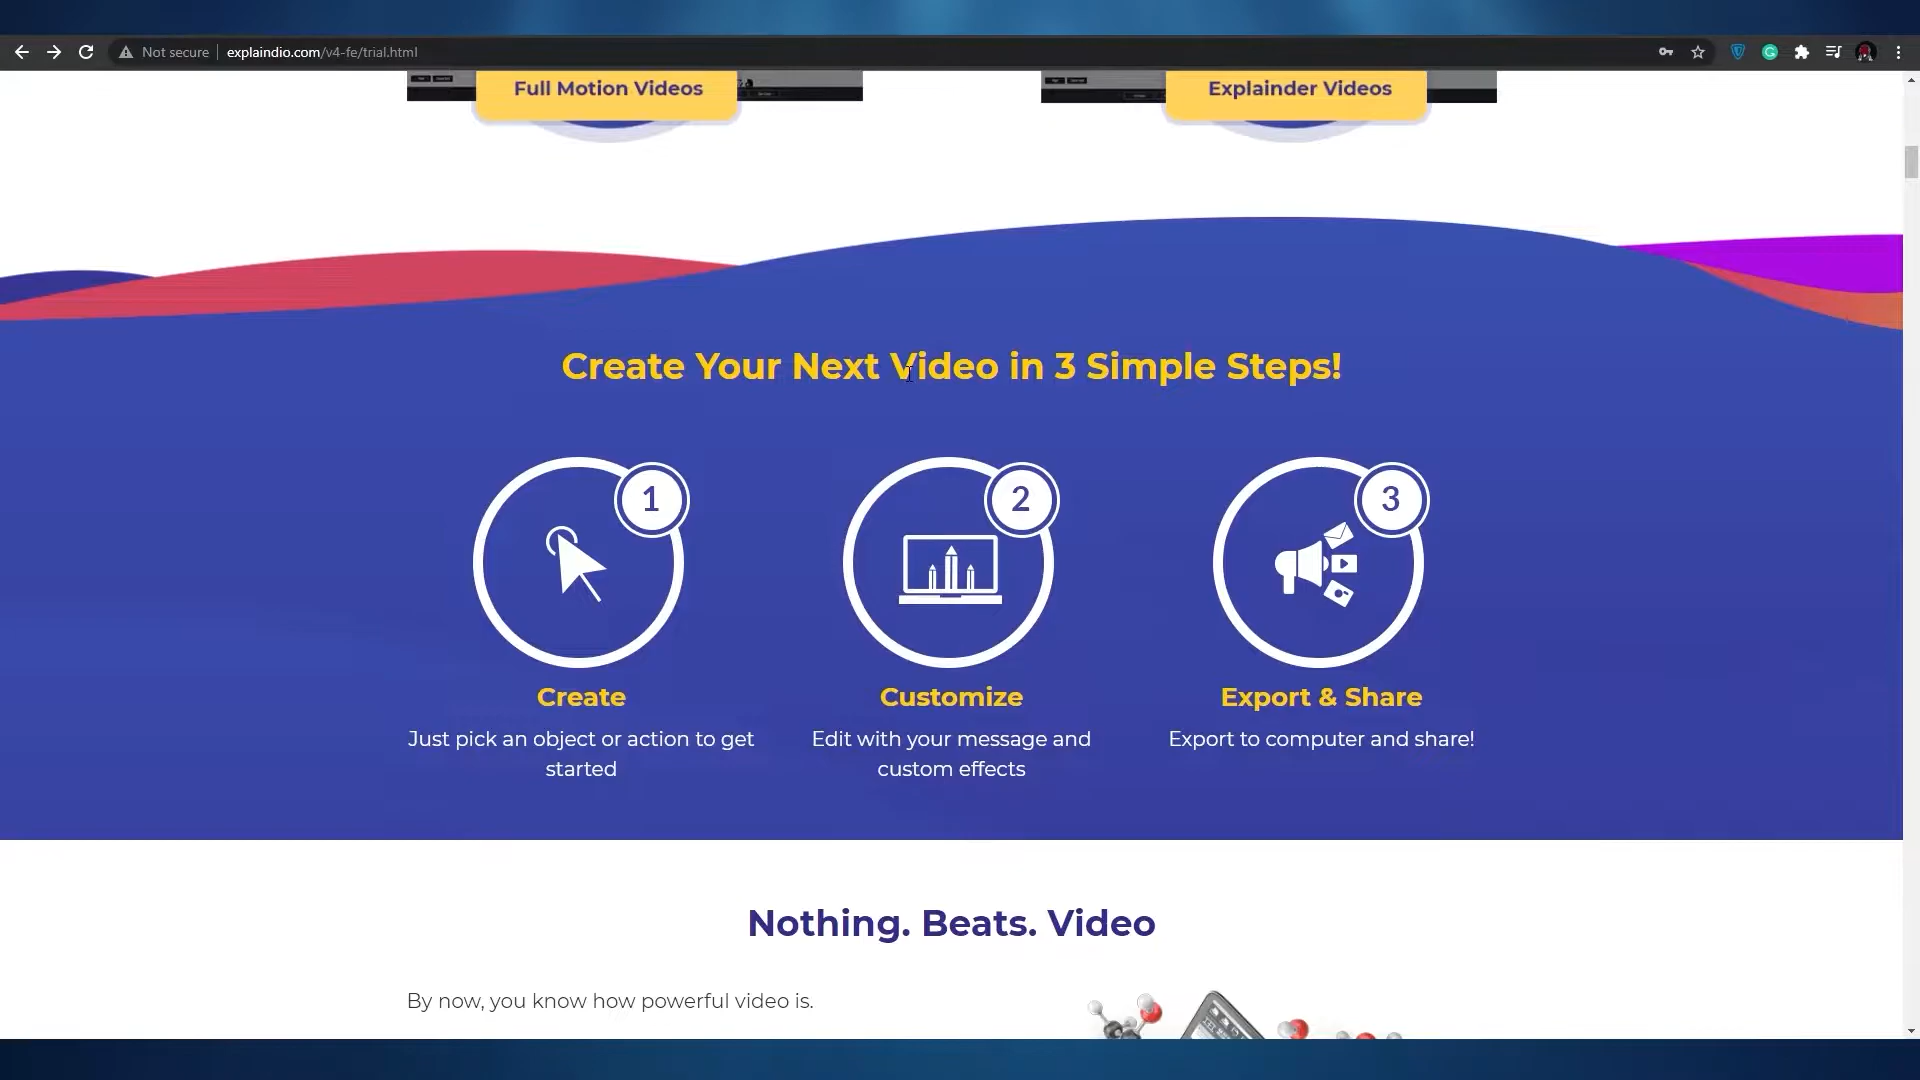 Not secure
explaindio.com/v4-fe/trial.html
Full Motion Videos
Explainder Videos
Create Your Next Video in 3 Simple Steps!
1
2
3
Create
Customize
Export & Share
Just pick an object or action to get
started
Edit with your message and
custom effects
Export to computer and share!
Nothing. Beats. Video
By now, you know how powerful video is.